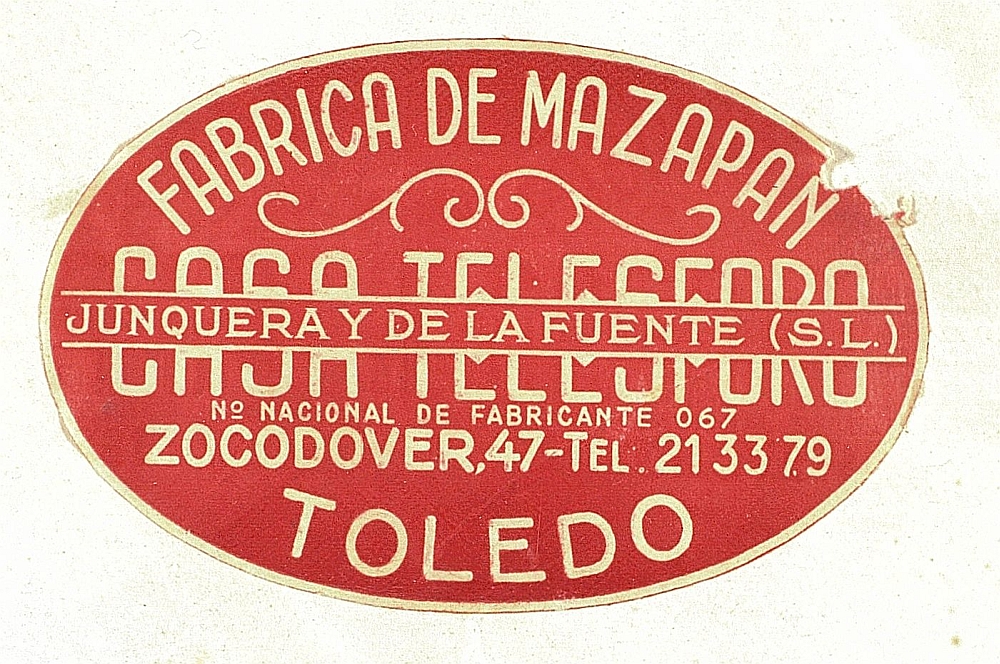 FABRICA DE MAZAPAN
CASA TELESFORO
JUNQUERA Y DE LA FUENTE (S.L.)
Nº NACIONAL DE FABRICANTE 067
ZOCODOVER, 47-TEL. 21 33 79
TOLEDO